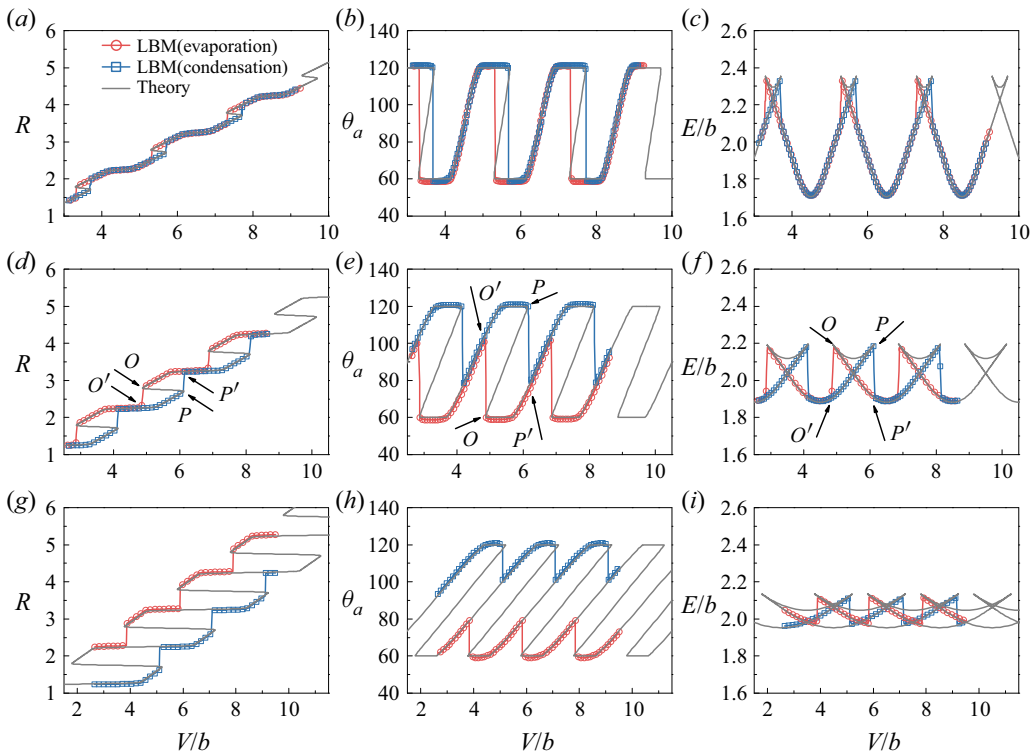 (a) (b) (c)
6 140 2.6
LBM(evaporation)
5 LBM(condensation) 120 2.4
Theory
4 100 2.2
R θa E/b
3 80 2.0
2 60 1.8
1 40 1.6
4 6 8 10 4 6 8 10 4 6 8 10
(d) (e) (f)
6 140 2.6
5 120 O′ P 2.4
4 100 2.2 O P
R O θa E/b
3 O′ P′ 80 2.0
2 P 60 O P′ 1.8 O′ P′
1 40 1.6
4 6 8 10 4 6 8 10 4 6 8 10
(g) (h) (i)
6 140 2.6
5 120 2.4
4 100 2.2
R θa E/b
3 80 2.0
2 60 1.8
1 40 1.6
2 4 6 8 10 2 4 6 8 10 2 4 6 8 10
V/b V/b V/b